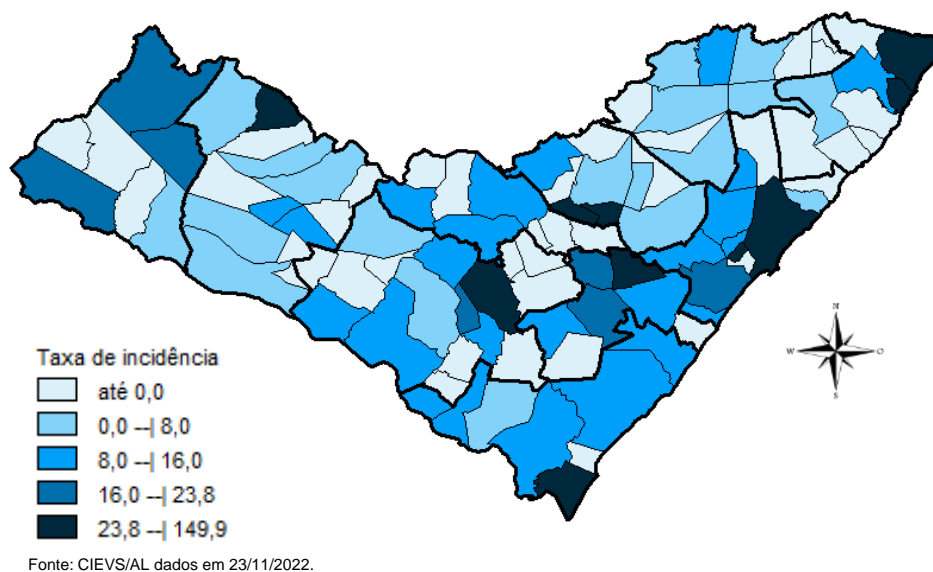 N
W
O
S
Taxa de incidência
até 0,0
0,0 --| 8,0
8,0 --| 16,0
16,0 --| 23,8
23,8 --| 149,9
Fonte: CIEVS/AL dados em 23/11/2022.